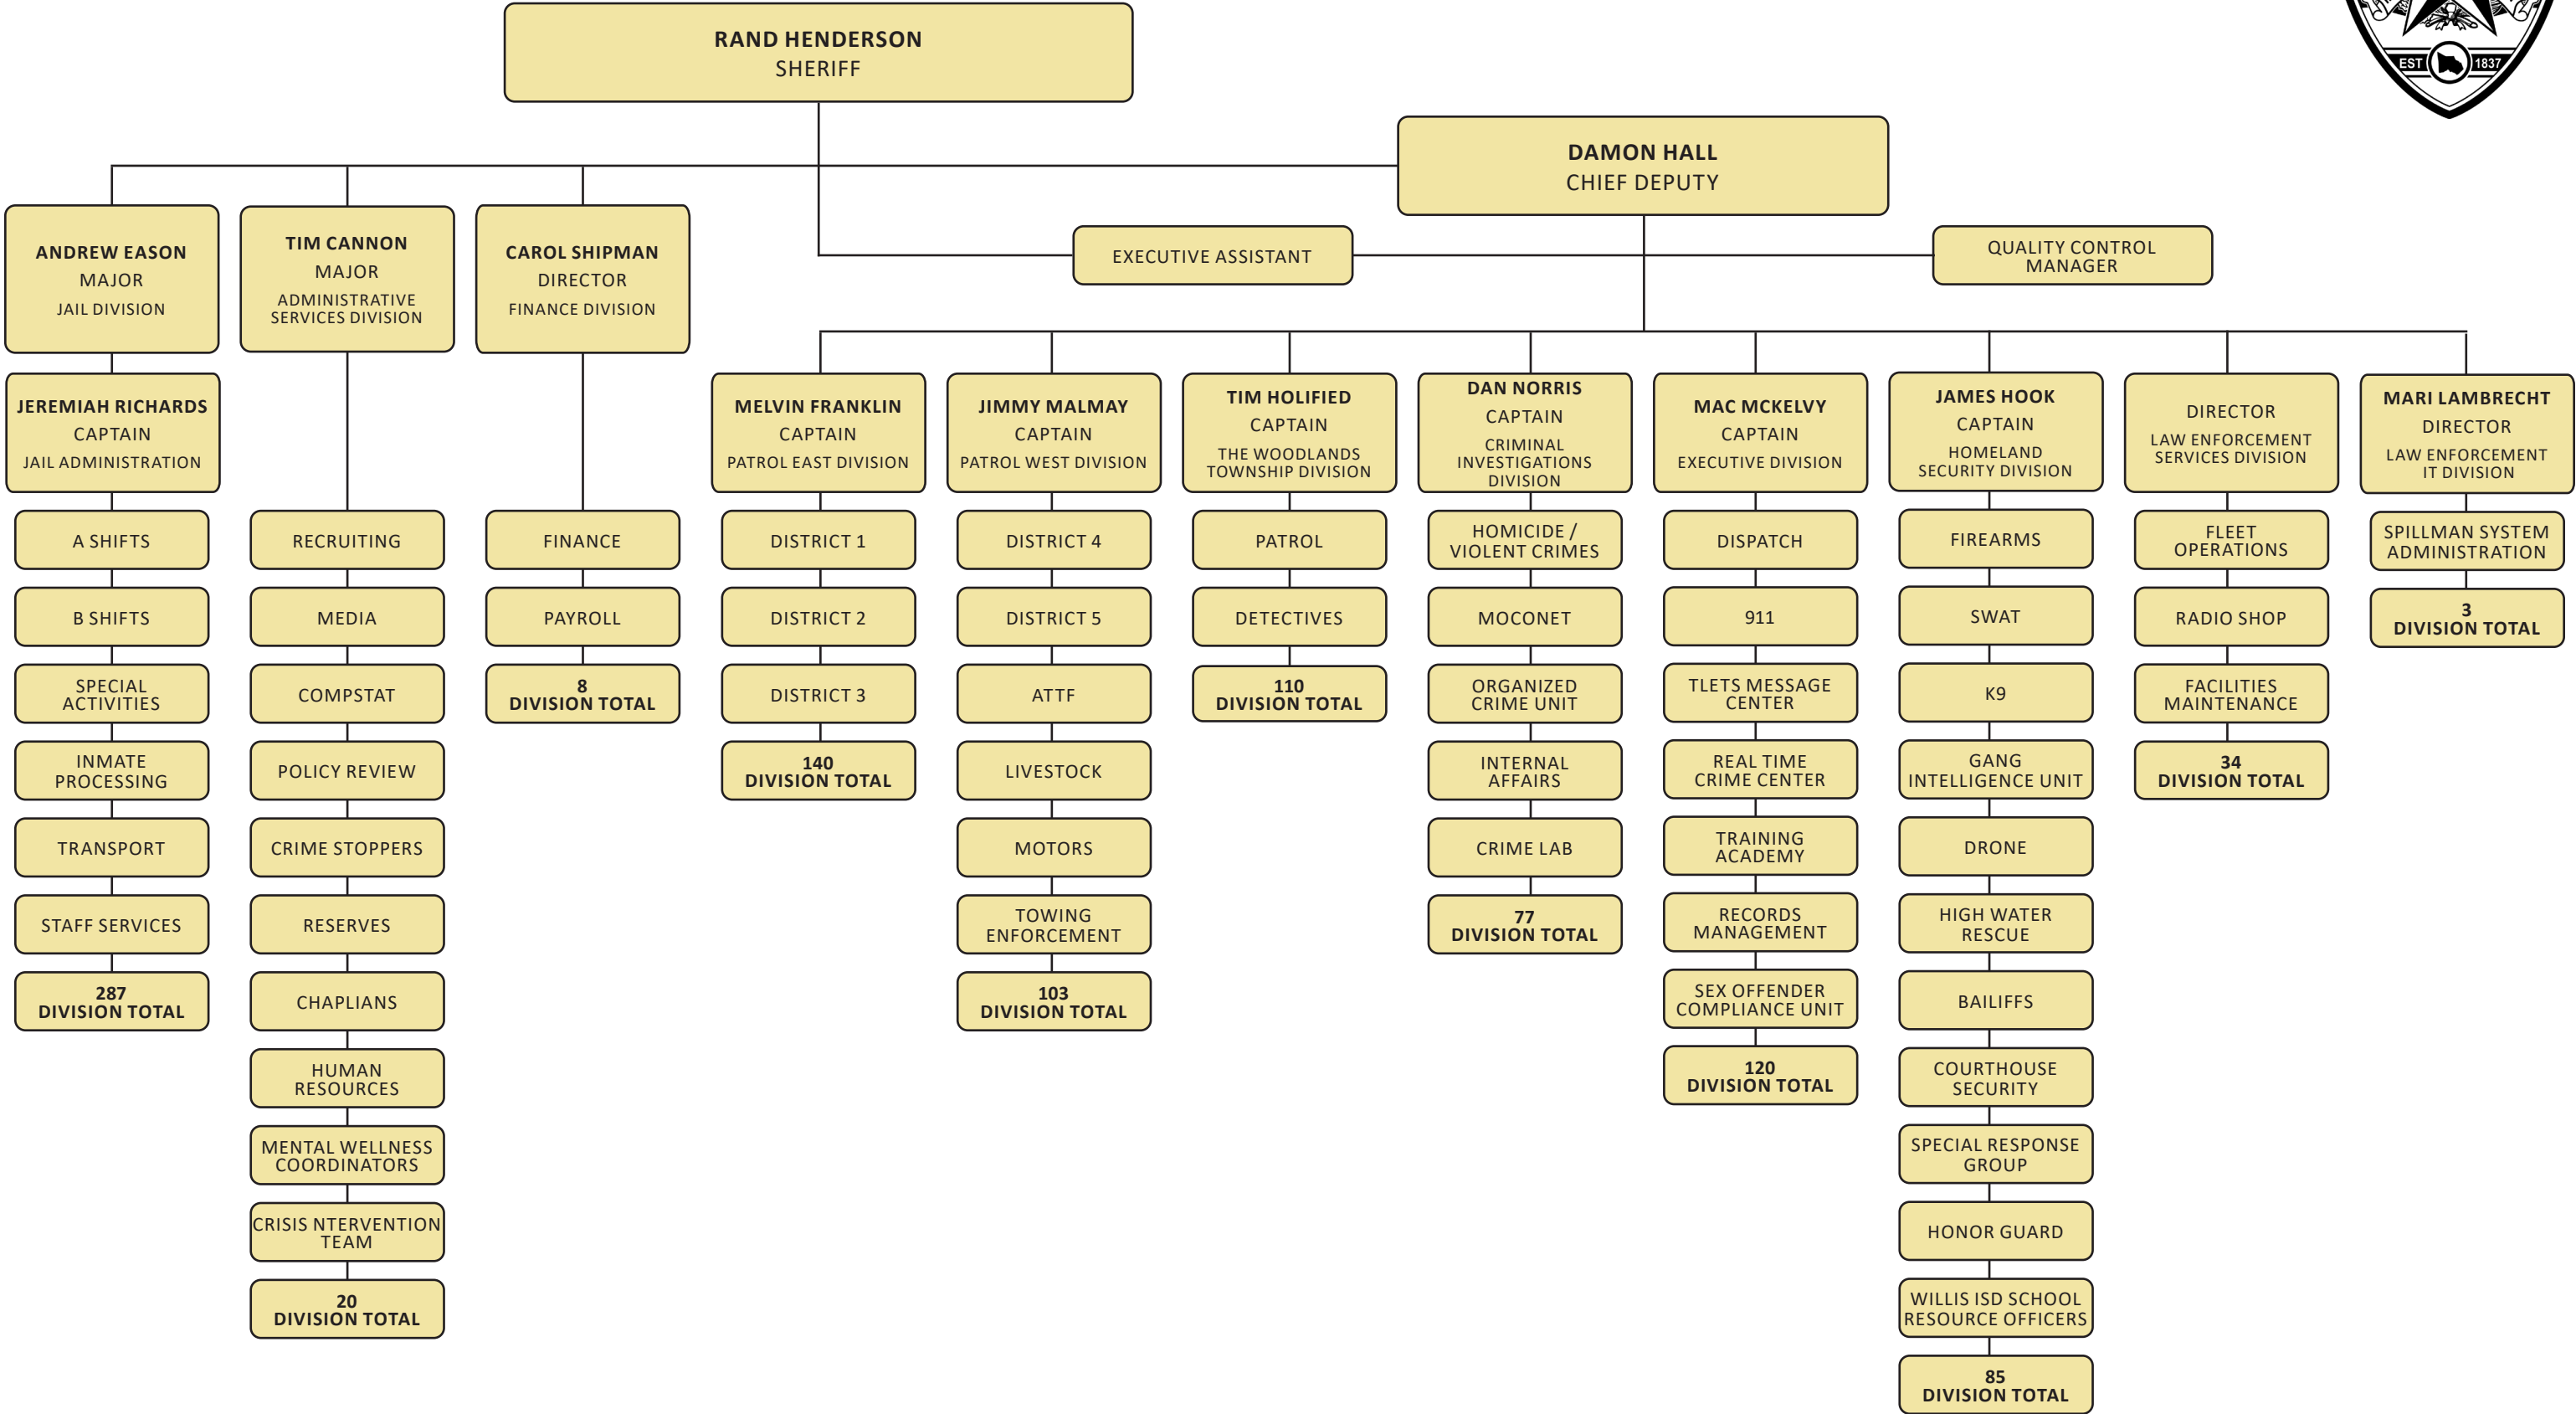 RAND HENDERSON
SHERIFF
EST
1837
DAMON HALL
CHIEF DEPUTY
EXECUTIVE ASSISTANT
QUALITY CONTROL
MANAGER
ANDREW EASON
MAJOR
JAIL DIVISION
JEREMIAH RICHARDS
CAPTAIN
JAIL ADMINISTRATION
A SHIFTS
B SHIFTS
SPECIAL
ACTIVITIES
INMATE
PROCESSING
TRANSPORT
STAFF SERVICES
287
DIVISION TOTAL
TIM CANNON
MAJOR
ADMINISTRATIVE
SERVICES DIVISION
RECRUITING
MEDIA
COMPSTAT
POLICY REVIEW
CRIME STOPPERS
RESERVES
CHAPLIANS
HUMAN
RESOURCES
MENTAL WELLNESS
COORDINATORS
CRISIS NTERVENTION
TEAM
20
DIVISION TOTAL
CAROL SHIPMAN
DIRECTOR
FINANCE DIVISION
FINANCE
PAYROLL
8
DIVISION TOTAL
MELVIN FRANKLIN
CAPTAIN
PATROL EAST DIVISION
DISTRICT 1
DISTRICT 2
DISTRICT 3
140
DIVISION TOTAL
JIMMY MALMAY
CAPTAIN
PATROL WEST DIVISION
DISTRICT 4
DISTRICT 5
ATTF
LIVESTOCK
MOTORS
TOWING
ENFORCEMENT
103
DIVISION TOTAL
TIM HOLIFIED
CAPTAIN
THE WOODLANDS
TOWNSHIP DIVISION
PATROL
DETECTIVES
110
DIVISION TOTAL
DAN NORRIS
CAPTAIN
CRIMINAL
INVESTIGATIONS
DIVISION
HOMICIDE /
VIOLENT CRIMES
MOCONET
ORGANIZED
CRIME UNIT
INTERNAL
AFFAIRS
CRIME LAB
77
DIVISION TOTAL
MAC MCKELVY
CAPTAIN
EXECUTIVE DIVISION
DISPATCH
911
TLETS MESSAGE
CENTER
REAL TIME
CRIME CENTER
TRAINING
ACADEMY
RECORDS
MANAGEMENT
SEX OFFENDER
COMPLIANCE UNIT
120
DIVISION TOTAL
JAMES HOOK
CAPTAIN
HOMELAND
SECURITY DIVISION
FIREARMS
SWAT
K9
GANG
INTELLIGENCE UNIT
DRONE
HIGH WATER
RESCUE
BAILIFFS
COURTHOUSE
SECURITY
SPECIAL RESPONSE
GROUP
HONOR GUARD
WILLIS ISD SCHOOL
RESOURCE OFFICERS
85
DIVISION TOTAL
DIRECTOR
LAW ENFORCEMENT
SERVICES DIVISION
FLEET
OPERATIONS
RADIO SHOP
FACILITIES
MAINTENANCE
34
DIVISION TOTAL
MARI LAMBRECHT
DIRECTOR
LAW ENFORCEMENT
IT DIVISION
SPILLMAN SYSTEM
ADMINISTRATION
3
DIVISION TOTAL